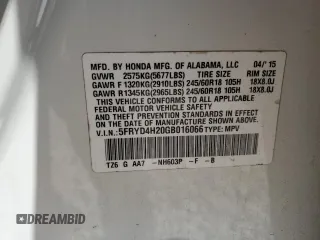 MFD. BY HONDA MFG. OF ALABAMA, LLC 04/'15
GVWR 2575KG(5677LBS) TIRE SIZE RIM SIZE
GAWR F 1320KG(2910LBS) 245/60R18 105H 18X8.0J
GAWR R 1345KG(2965LBS) 245/60R18 105H 18X8.0J
THIS VEHICLE CONFORMS TO ALL APPLICABLE
FEDERAL MOTOR VEHICLE SAFETY AND THEFT
PREVENTION STANDARDS IN EFFECT ON THE DATE OF
MANUFACTURE SHOWN ABOVE.
V.I.N.: 5FRYD4H20GB016066 TYPE: MPV
TZ6 G AA7 -NH603P -F -B
DREAMBID.COM